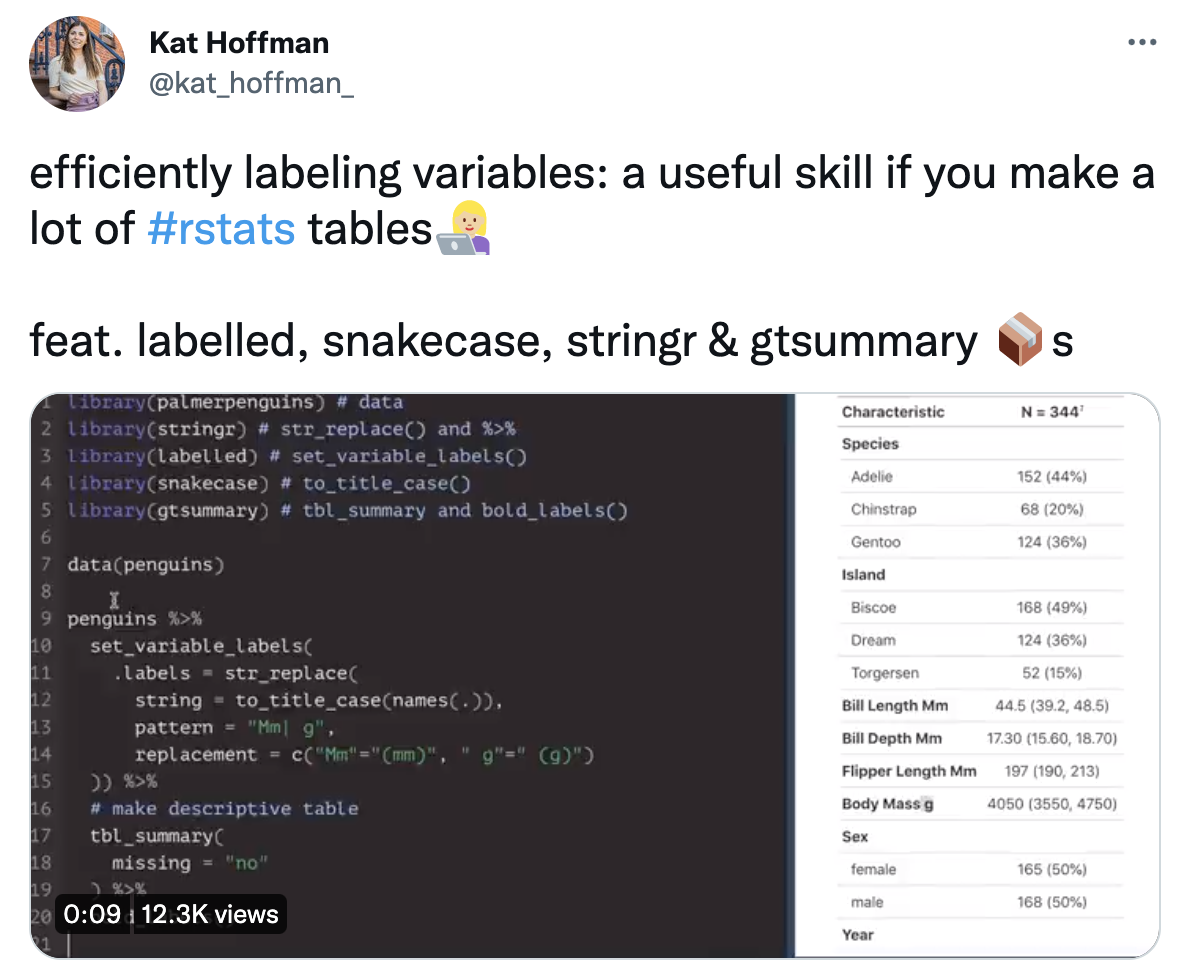 Kat Hoffman
@kat_hoffman_
efficiently labeling variables: a useful skill if you make a
lot of #rstats tables👩🏼‍💻
feat. labelled, snakecase, stringr & gtsummary 📦s
1 library(palmerpenguins) # data
2 library(stringr) # str_replace() and %>%
3 library(labelled) # set_variable_labels()
4 library(snakecase) # to_title_case()
5 library(gtsummary) # tbl_summary and bold_labels()
6
7 data(penguins)
8
9 penguins %>%
10 set_variable_labels(
11 .labels = str_replace(
12 string = to_title_case(names(.)),
13 pattern = "Mm| g",
14 replacement = c("Mm"="(mm)", " g"=" (g)")
15 )) %>%
16 # make descriptive table
17 tbl_summary(
18 missing = "no"
19 ) %>%
20
21
0:09 12.3K views
Characteristic N = 344¹
Species
Adelie 152 (44%)
Chinstrap 68 (20%)
Gentoo 124 (36%)
Island
Biscoe 168 (49%)
Dream 124 (36%)
Torgersen 52 (15%)
Bill Length Mm 44.5 (39.2, 48.5)
Bill Depth Mm 17.30 (15.60, 18.70)
Flipper Length Mm 197 (190, 213)
Body Mass g 4050 (3550, 4750)
Sex
female 165 (50%)
male 168 (50%)
Year